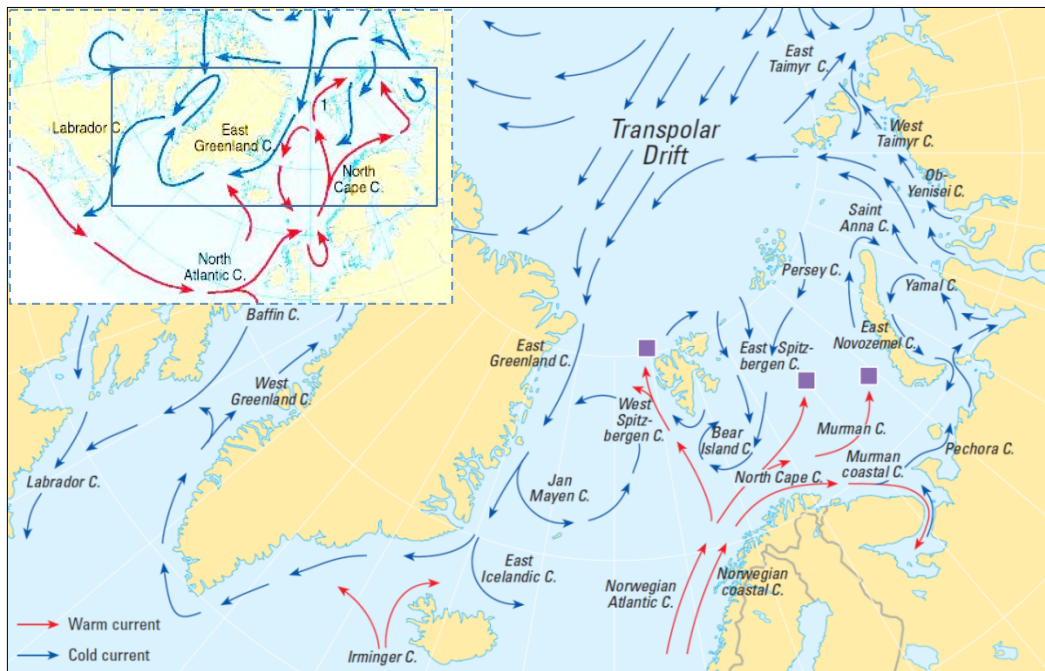 Labrador C.
East
Greenland C.
1
North
Cape C.
North
Atlantic C.
East
Taimyr C.
Transpolar
Drift
West
Taimyr C.
Ob-
Yenisei C.
Saint
Anna C.
Persey C.
Yamal C.
Baffin C.
East
Greenland C.
East Spitz-
bergen C.
East
Novozemel C.
West
Greenland C.
West
Spitz-
bergen C.
Bear
Island C.
Murman C.
Murman
coastal C.
Pechora C.
Labrador C.
Jan
Mayen C.
North Cape C.
East
Icelandic C.
Norwegian
Atlantic C.
Norwegian
coastal C.
Irminger C.
Warm current
Cold current